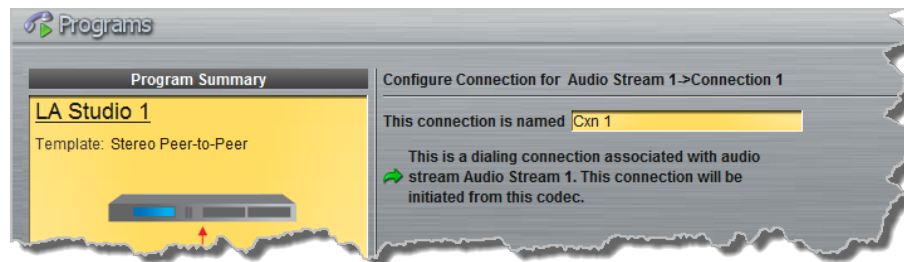 Programs
Program Summary
LA Studio 1
Template: Stereo Peer-to-Peer
Configure Connection for Audio Stream 1->Connection 1
This connection is named Cxn 1
This is a dialing connection associated with audio
stream Audio Stream 1. This connection will be
initiated from this codec.